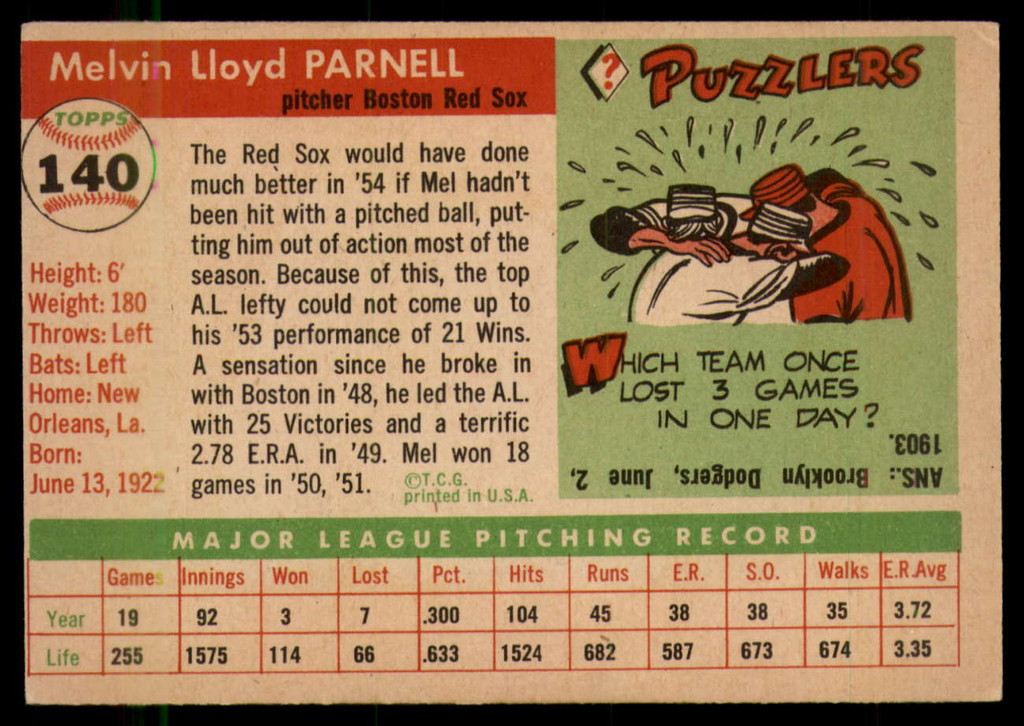 Melvin Lloyd PARNELL
pitcher Boston Red Sox
TOPPS
140
Height: 6'
Weight: 180
Throws: Left
Bats: Left
Home: New
Orleans, La.
Born:
June 13, 1922
The Red Sox would have done
much better in '54 if Mel hadn't
been hit with a pitched ball, put-
ting him out of action most of the
season. Because of this, the top
A.L. lefty could not come up to
his '53 performance of 21 Wins.
A sensation since he broke in
with Boston in '48, he led the A.L.
with 25 Victories and a terrific
2.78 E.R.A. in '49. Mel won 18
games in '50, '51.
©T.C.G.
printed in U.S.A.
?
PUZZLERS
WHICH TEAM ONCE
LOST 3 GAMES
IN ONE DAY?
ANS.: Brooklyn Dodgers, June 2,
1903.
MAJOR LEAGUE PITCHING RECORD
Games Innings Won Lost Pct. Hits Runs E.R. S.O. Walks E.R.Avg
Year 19 92 3 7 .300 104 45 38 38 35 3.72
Life 255 1575 114 66 .633 1524 682 587 673 674 3.35